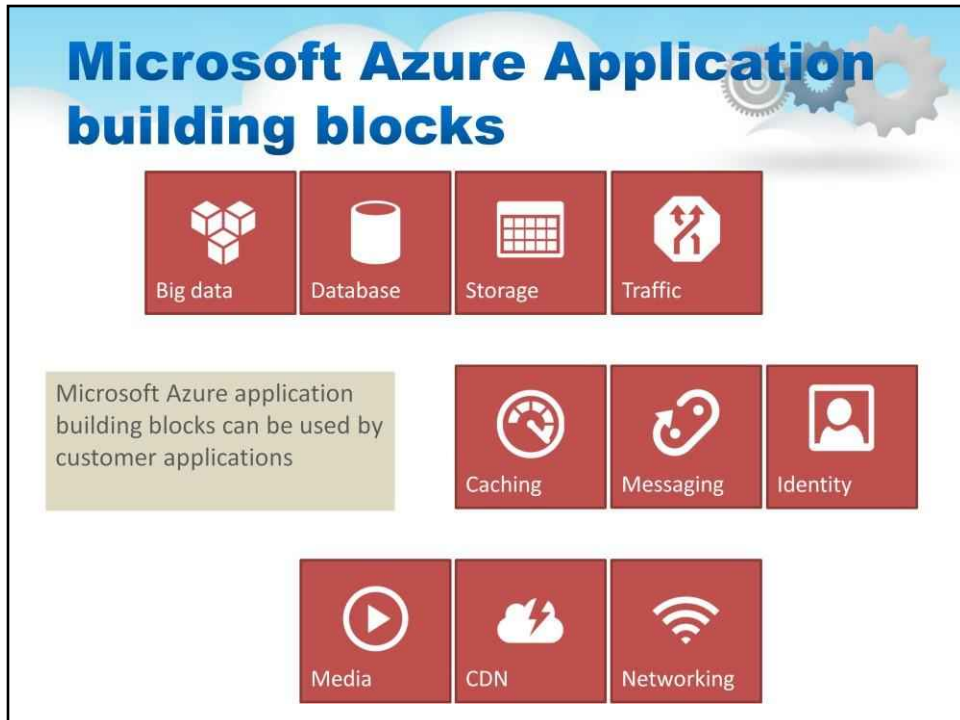 Microsoft Azure Application
building blocks
Big data
Database
Storage
Traffic
Microsoft Azure application
building blocks can be used by
customer applications
Caching
Messaging
Identity
Media
CDN
Networking